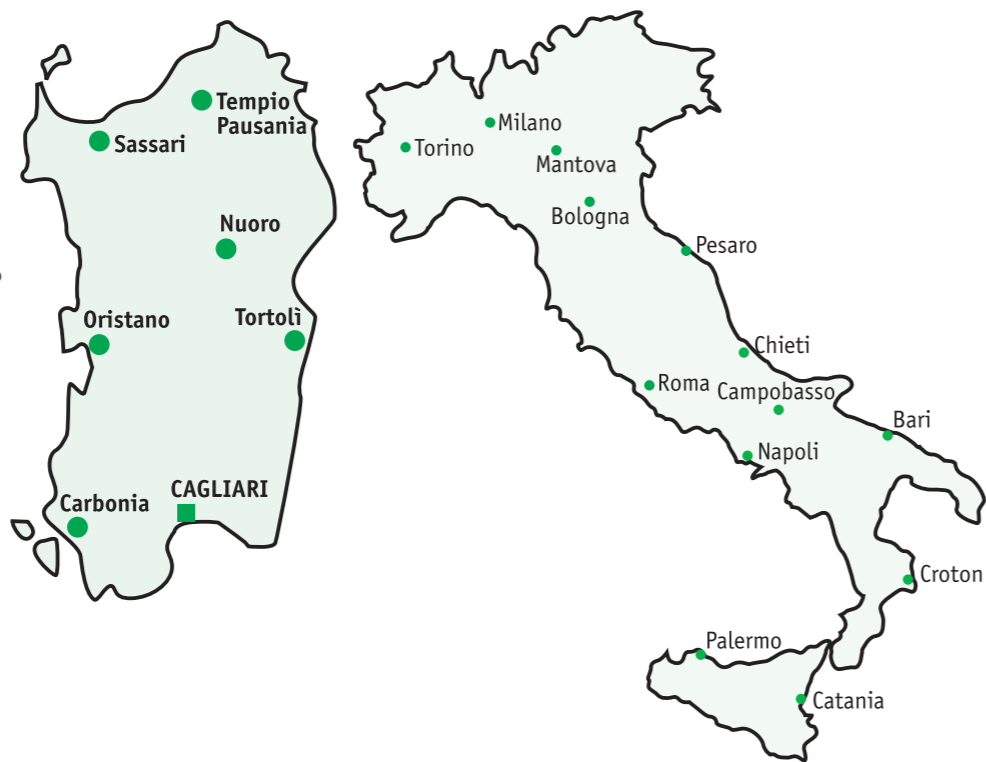 Tempio
Pausania
Sassari
Nuoro
Oristano
Tortolì
Carbonia
CAGLIARI
Milano
Torino
Mantova
Bologna
Pesaro
Chieti
Roma
Campobasso
Bari
Napoli
Croton
Palermo
Catania